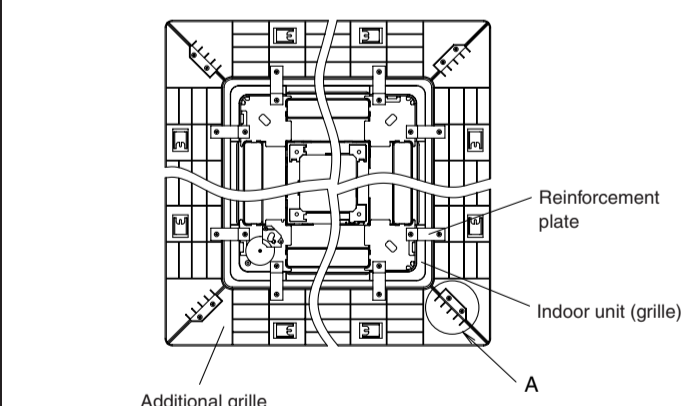 Reinforcement
plate
Indoor unit (grille)
A
Additional grille